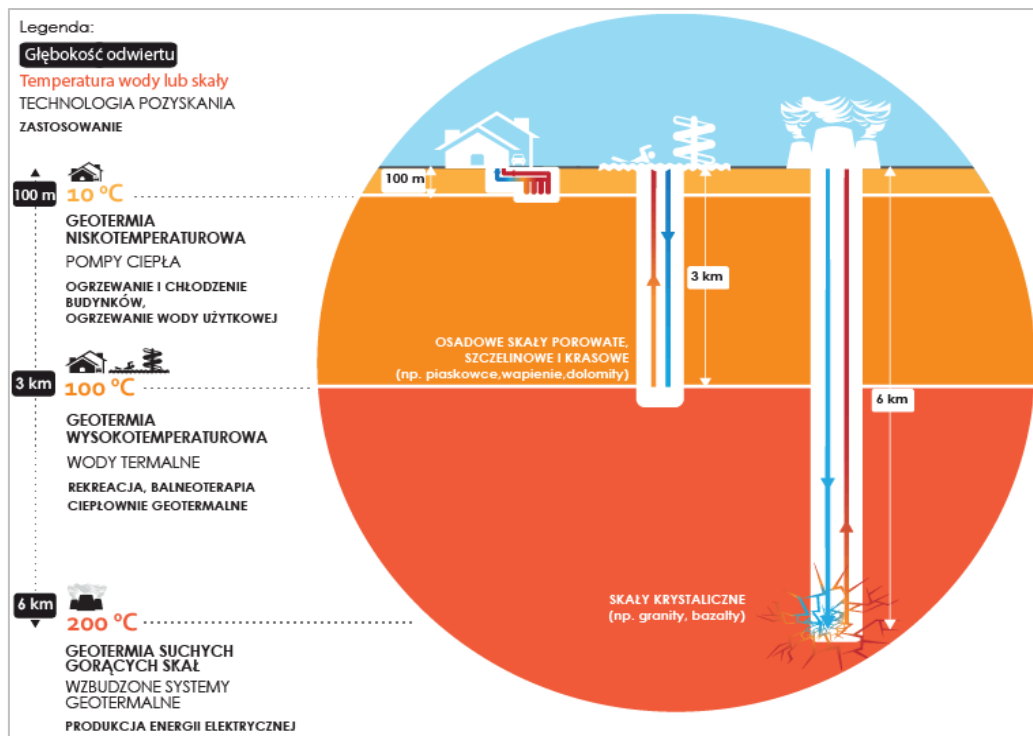 Legenda:
Głębokość odwiertu
Temperatura wody lub skały
TECHNOLOGIA POZYSKANIA
ZASTOSOWANIE
100 m
10 °C
GEOTERMIA
NISKOTEMPERATUROWA
POMPY CIEPŁA
OGRZEWANIE I CHŁODZENIE
BUDYNKÓW,
OGRZEWANIE WODY UŻYTKOWEJ
3 km
100 °C
GEOTERMIA
WYSOKOTEMPERATUROWA
WODY TERMALNE
REKREACJA, BALNEOTERAPIA
CIEPŁOWNIE GEOTERMALNE
6 km
200 °C
GEOTERMIA SUCHYCH
GORĄCYCH SKAŁ
WZBUDZONE SYSTEMY
GEOTERMALNE
PRODUKCJA ENERGII ELEKTRYCZNEJ
100 m
3 km
OSADOWE SKAŁY POROWATE,
SZCZELINOWE I KRASOWE
(np. piaskowce,wapienie,dolomity)
6 km
SKAŁY KRYSTALICZNE
(np. granity, bazalty)